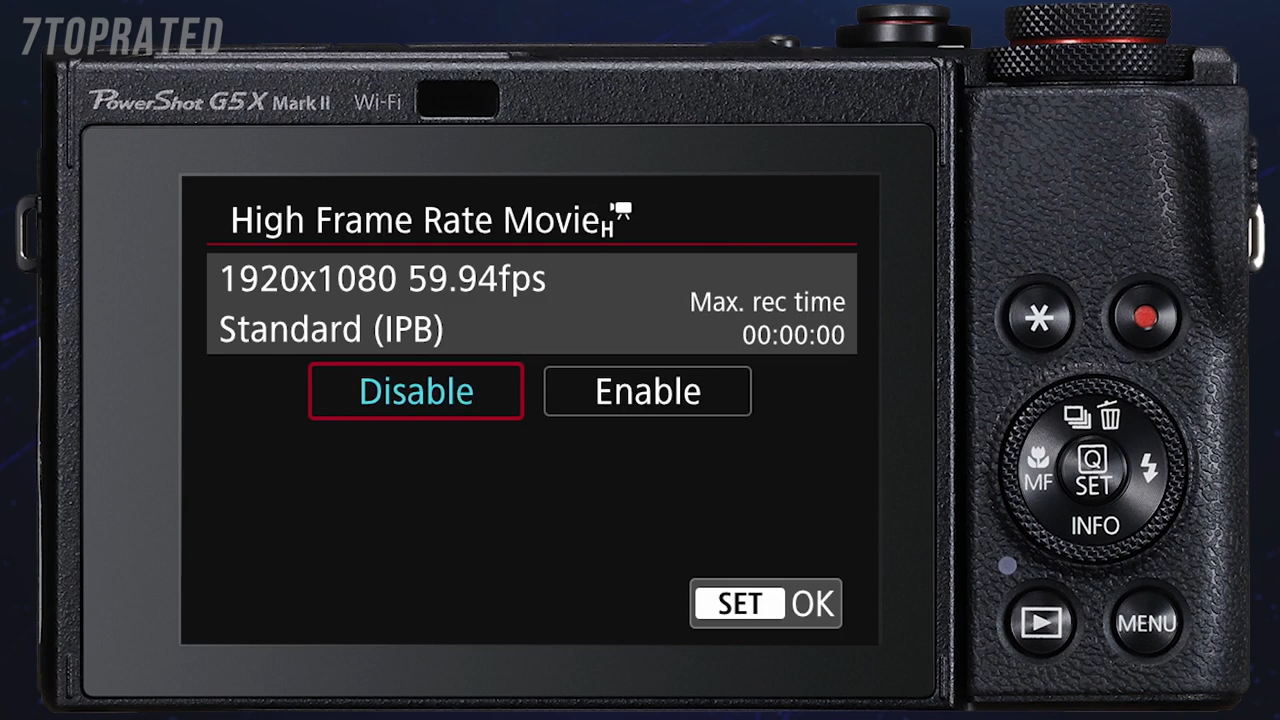 7TOPRATED
PowerShot G5X Mark II Wi-Fi
High Frame Rate Movie H
1920x1080 59.94fps
Standard (IPB)
Max. rec time
00:00:00
Disable
Enable
SET OK
MF
Q
SET
INFO
MENU